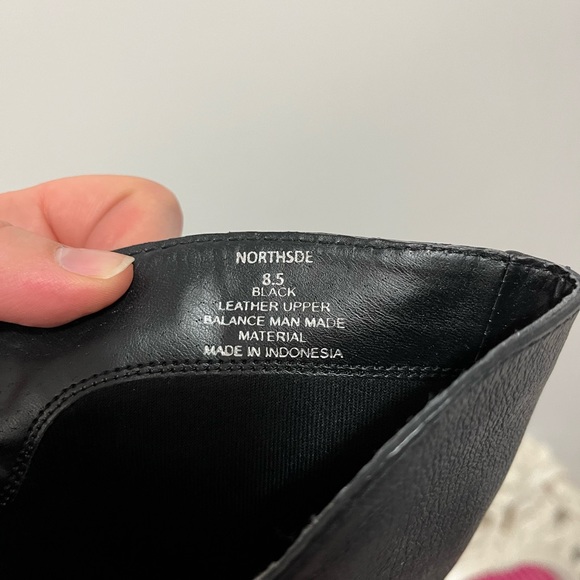 NORTHSDE
8.5
BLACK
LEATHER UPPER
BALANCE MAN MADE
MATERIAL
MADE IN INDONESIA